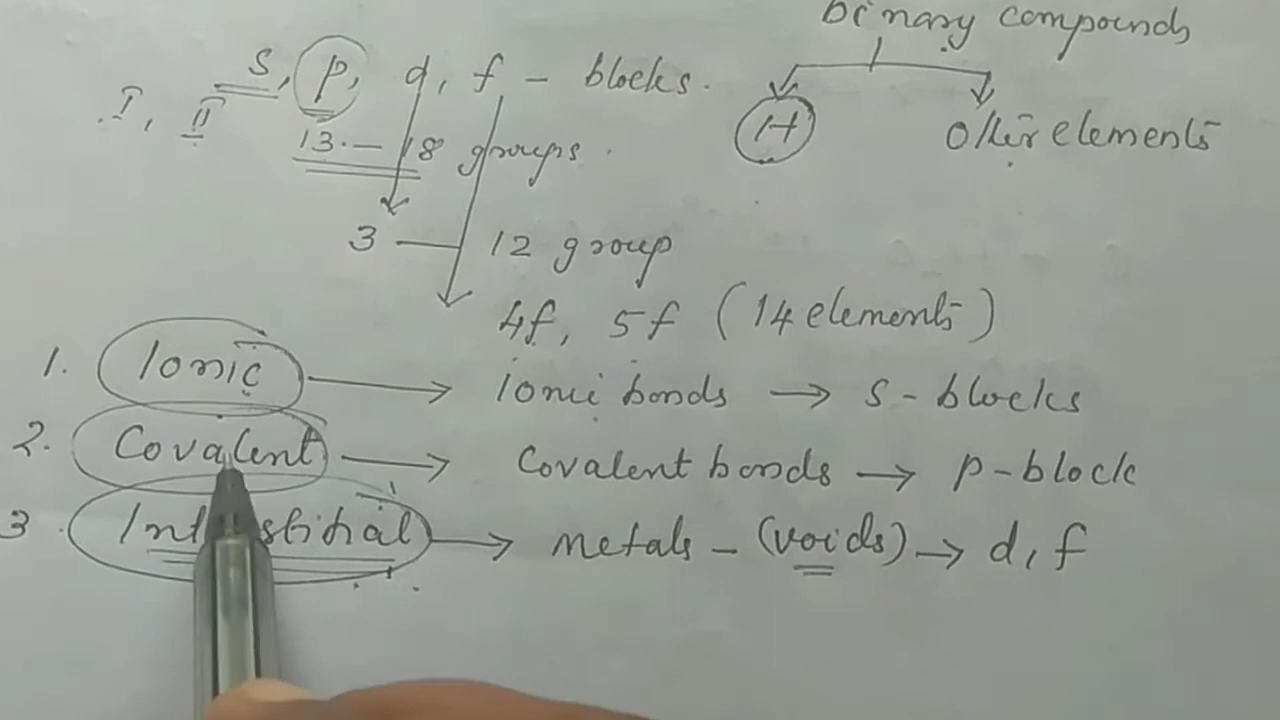 binary compounds
s, p, d, f - blocks.
I, II
H
other elements
13 - 18 groups.
3 — 12 group
4f, 5f (14 elements)
1. Ionic → Ionic bonds → s - blocks
2. Covalent → Covalent bonds → p - block
3. Interstitial → metals - (voids) → d, f